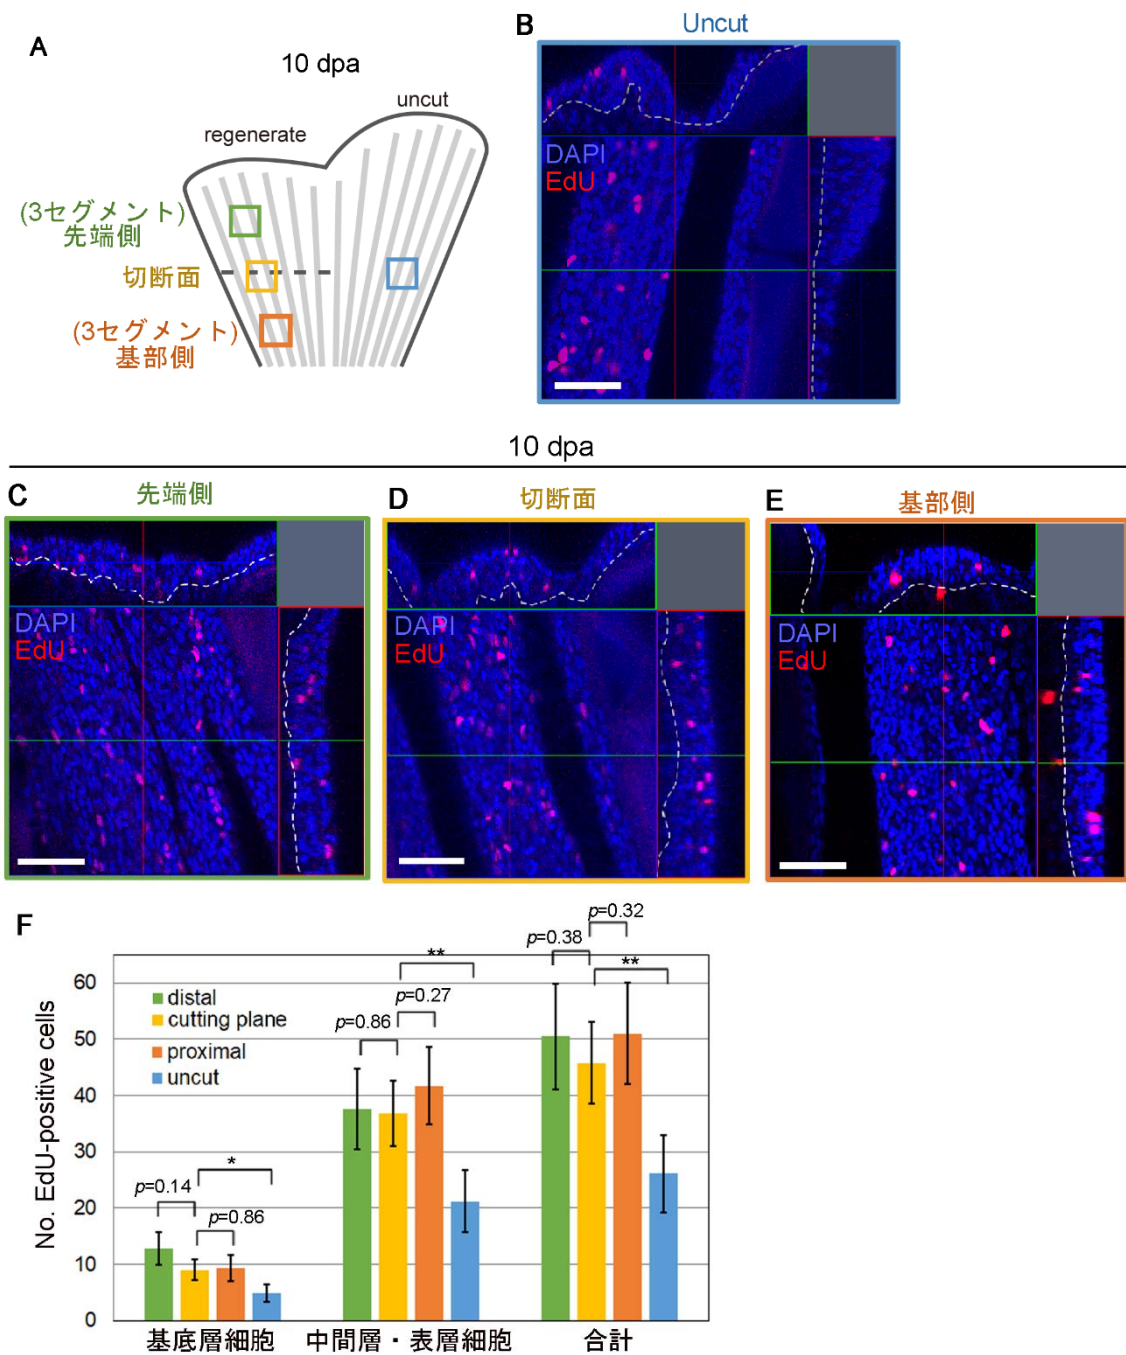 A
10 dpa
uncut
regenerate
(3セグメント)
先端側
切断面
(3セグメント)
基部側
B
Uncut
DAPI
EdU
10 dpa
C
先端側
DAPI
EdU
D
切断面
DAPI
EdU
E
基部側
DAPI
EdU
F
No. EdU-positive cells
60
50
40
30
20
10
0
distal
cutting plane
proximal
uncut
p=0.14
*
p=0.86
p=0.86
**
p=0.27
p=0.38
p=0.32
**
基底層細胞
中間層・表層細胞
合計